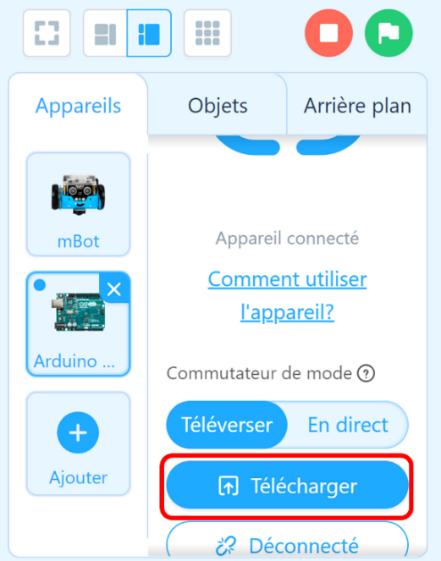 Appareils
Objets
Arrière plan
mBot
Arduino ...
Ajouter
Appareil connecté
Comment utiliser
l'appareil?
Commutateur de mode ?
Téléverser
En direct
Télécharger
Déconnecté